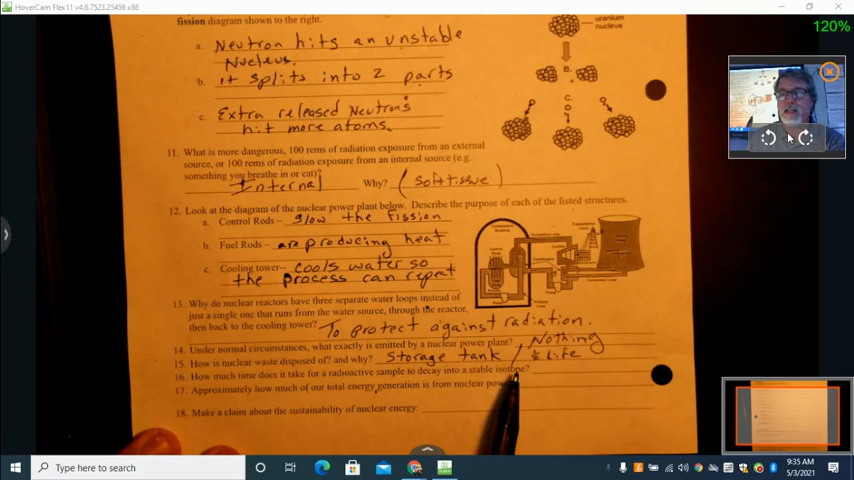 HoverCam Flex11 v4.6.7523.25456 x86
120%
fission diagram shown to the right.
uranium
nucleus
a. Neutron hits an unstable
Nucleus.
B.
b. it splits into 2 parts
C.
c. Extra released Neutrons
hit more atoms.
11. What is more dangerous, 100 rems of radiation exposure from an external
source, or 100 rems of radiation exposure from an internal source (e.g.
something you breathe in or eat)?
Internal Why? (soft tissue)
12. Look at the diagram of the nuclear power plant below. Describe the purpose of each of the listed structures.
a. Control Rods – slow the fission
b. Fuel Rods – are producing heat
c. Cooling tower– cools water so
the process can repeat
13. Why do nuclear reactors have three separate water loops instead of
just a single one that runs from the water source, through the reactor,
then back to the cooling tower? To protect against radiation.
14. Under normal circumstances, what exactly is emitted by a nuclear power plant? Nothing
15. How is nuclear waste disposed of? and why? Storage tank / ½ Life
16. How much time does it take for a radioactive sample to decay into a stable isotope?
17. Approximately how much of our total energy generation is from nuclear
18. Make a claim about the sustainability of nuclear energy:
Type here to search
9:35 AM
5/3/2021